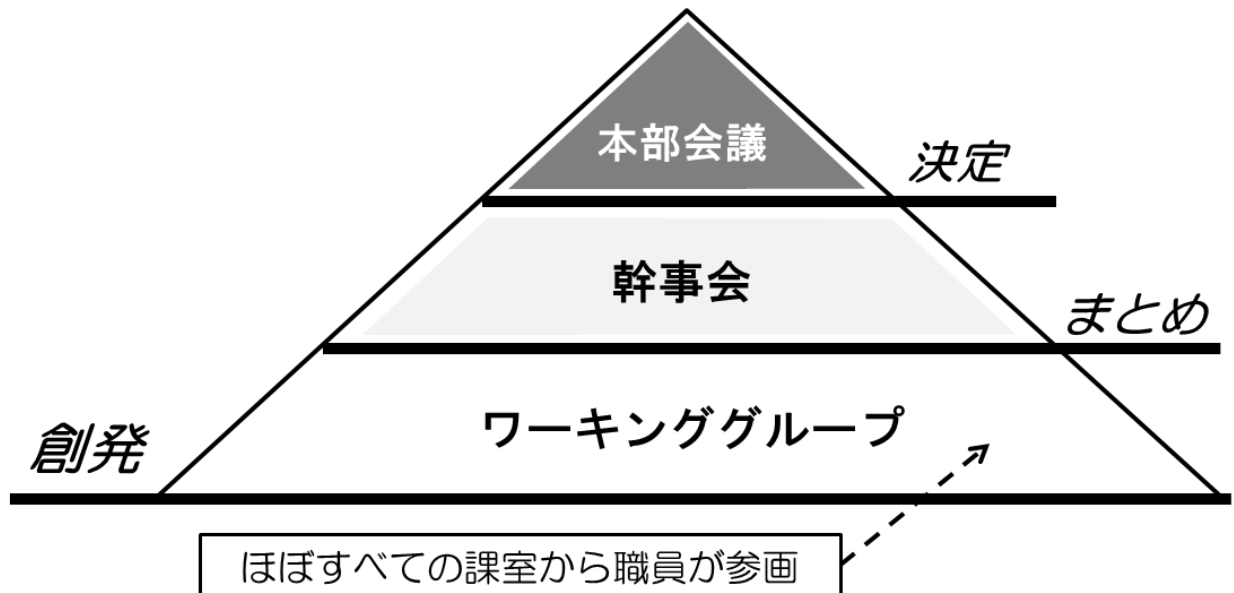 本部会議
決定
幹事会
まとめ
ワーキンググループ
創発
ほぼすべての課室から職員が参画